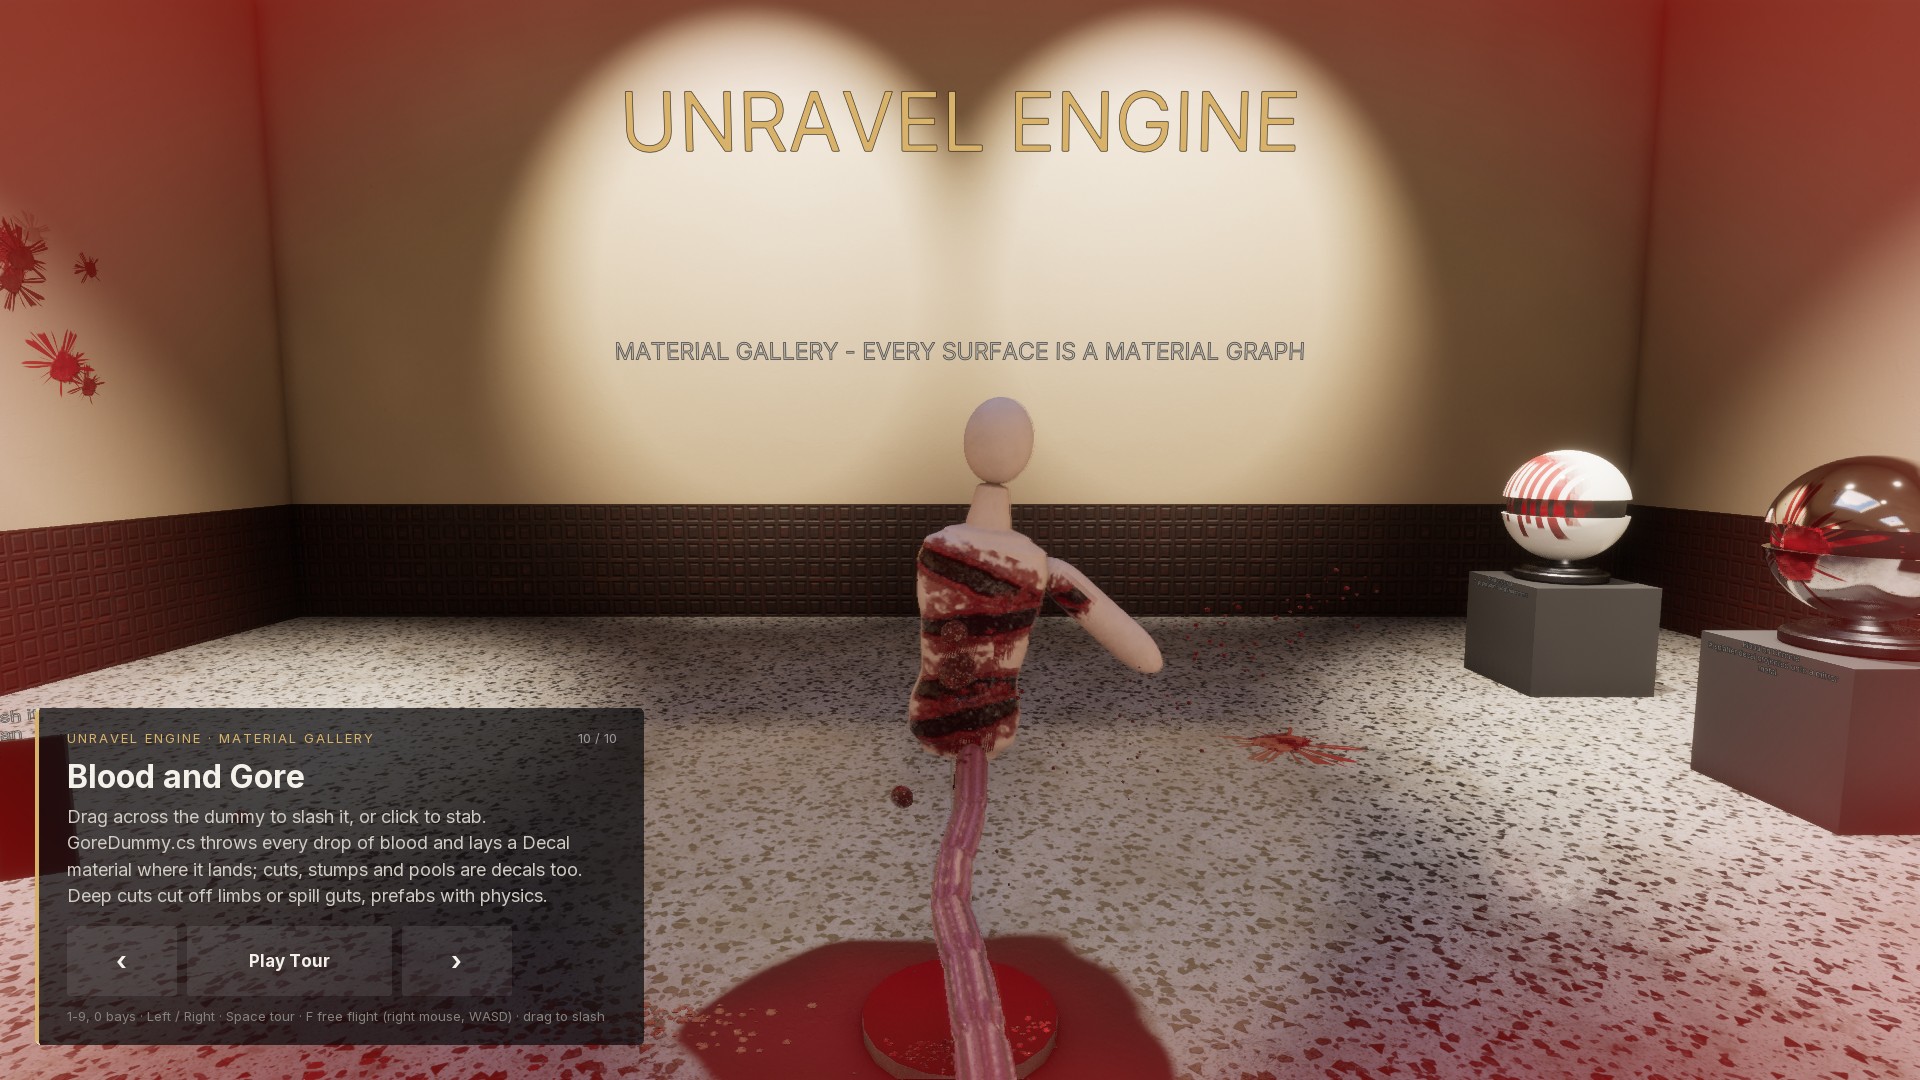 UNRAVEL ENGINE
MATERIAL GALLERY - EVERY SURFACE IS A MATERIAL GRAPH
UNRAVEL ENGINE · MATERIAL GALLERY
10 / 10
Blood and Gore
Drag across the dummy to slash it, or click to stab.
GoreDummy.cs throws every drop of blood and lays a Decal
material where it lands; cuts, stumps and pools are decals too.
Deep cuts cut off limbs or spill guts, prefabs with physics.
‹
Play Tour
›
1-9, 0 bays · Left / Right · Space tour · F free flight (right mouse, WASD) · drag to slash